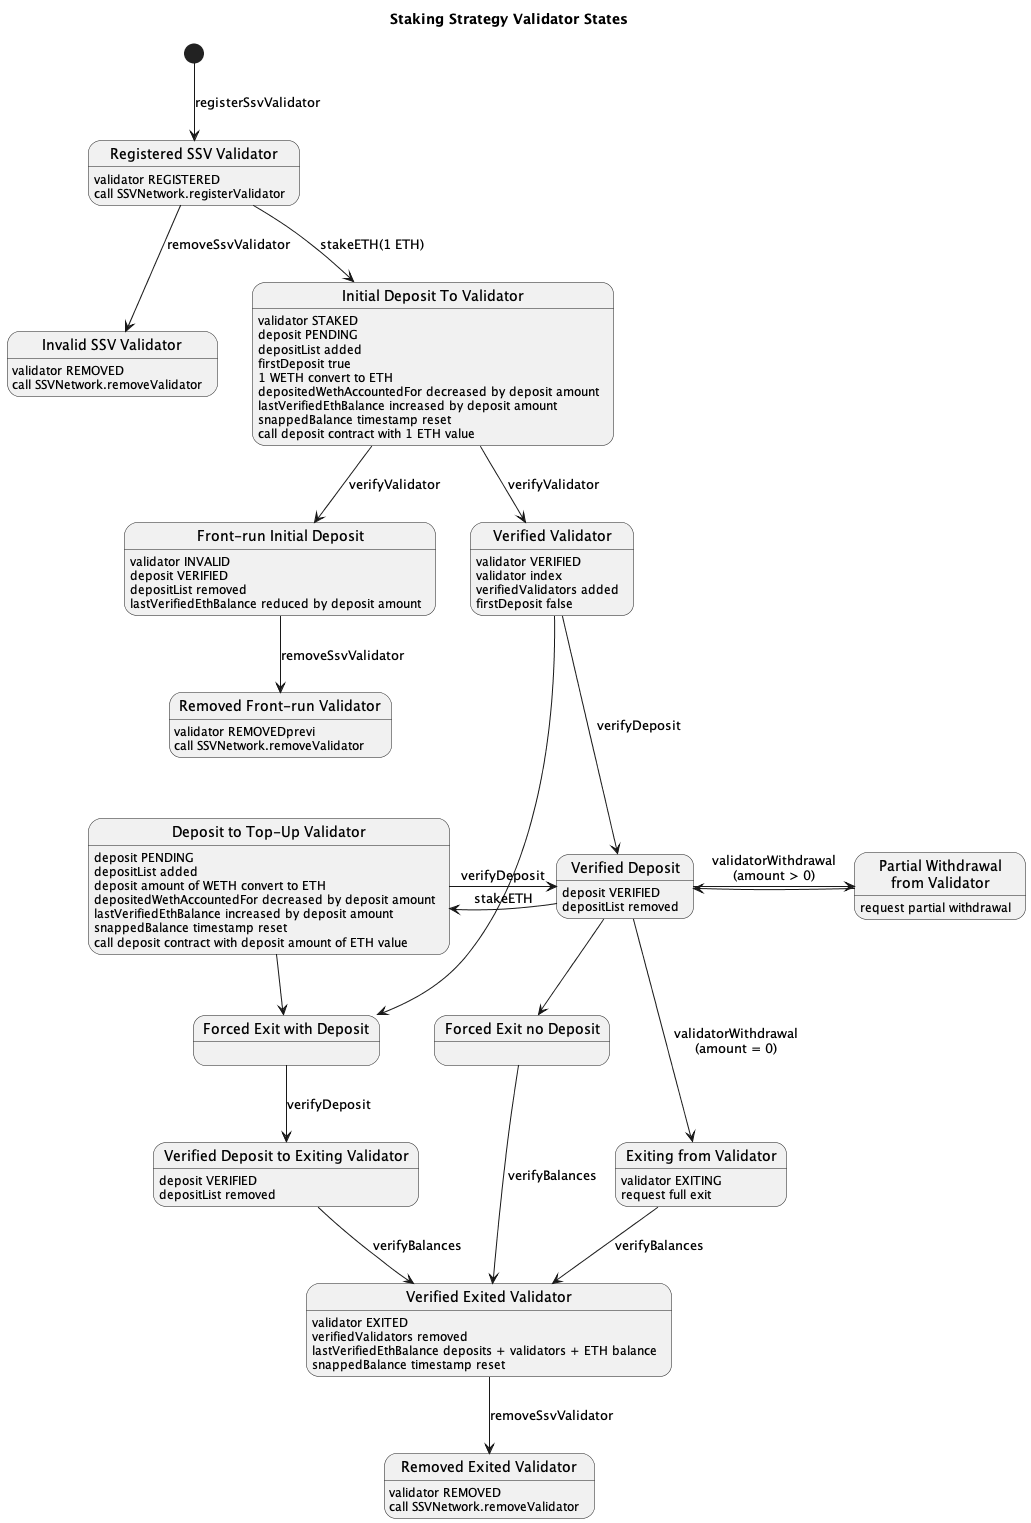 Staking Strategy Validator States
registerSsvValidator
Registered SSV Validator
validator REGISTERED
call SSVNetwork.registerValidator
removeSsvValidator
stakeETH(1 ETH)
Initial Deposit To Validator
validator STAKED
deposit PENDING
depositList added
firstDeposit true
1 WETH convert to ETH
depositedWethAccountedFor decreased by deposit amount
lastVerifiedEthBalance increased by deposit amount
snappedBalance timestamp reset
call deposit contract with 1 ETH value
Invalid SSV Validator
validator REMOVED
call SSVNetwork.removeValidator
verifyValidator
verifyValidator
Front-run Initial Deposit
validator INVALID
deposit VERIFIED
depositList removed
lastVerifiedEthBalance reduced by deposit amount
Verified Validator
validator VERIFIED
validator index
verifiedValidators added
firstDeposit false
removeSsvValidator
Removed Front-run Validator
validator REMOVEDprevi
call SSVNetwork.removeValidator
verifyDeposit
Deposit to Top-Up Validator
deposit PENDING
depositList added
deposit amount of WETH convert to ETH
depositedWethAccountedFor decreased by deposit amount
lastVerifiedEthBalance increased by deposit amount
snappedBalance timestamp reset
call deposit contract with deposit amount of ETH value
verifyDeposit
stakeETH
Verified Deposit
deposit VERIFIED
depositList removed
validatorWithdrawal
(amount > 0)
Partial Withdrawal
from Validator
request partial withdrawal
Forced Exit with Deposit
Forced Exit no Deposit
validatorWithdrawal
(amount = 0)
verifyDeposit
Verified Deposit to Exiting Validator
deposit VERIFIED
depositList removed
verifyBalances
Exiting from Validator
validator EXITING
request full exit
verifyBalances
verifyBalances
Verified Exited Validator
validator EXITED
verifiedValidators removed
lastVerifiedEthBalance deposits + validators + ETH balance
snappedBalance timestamp reset
removeSsvValidator
Removed Exited Validator
validator REMOVED
call SSVNetwork.removeValidator